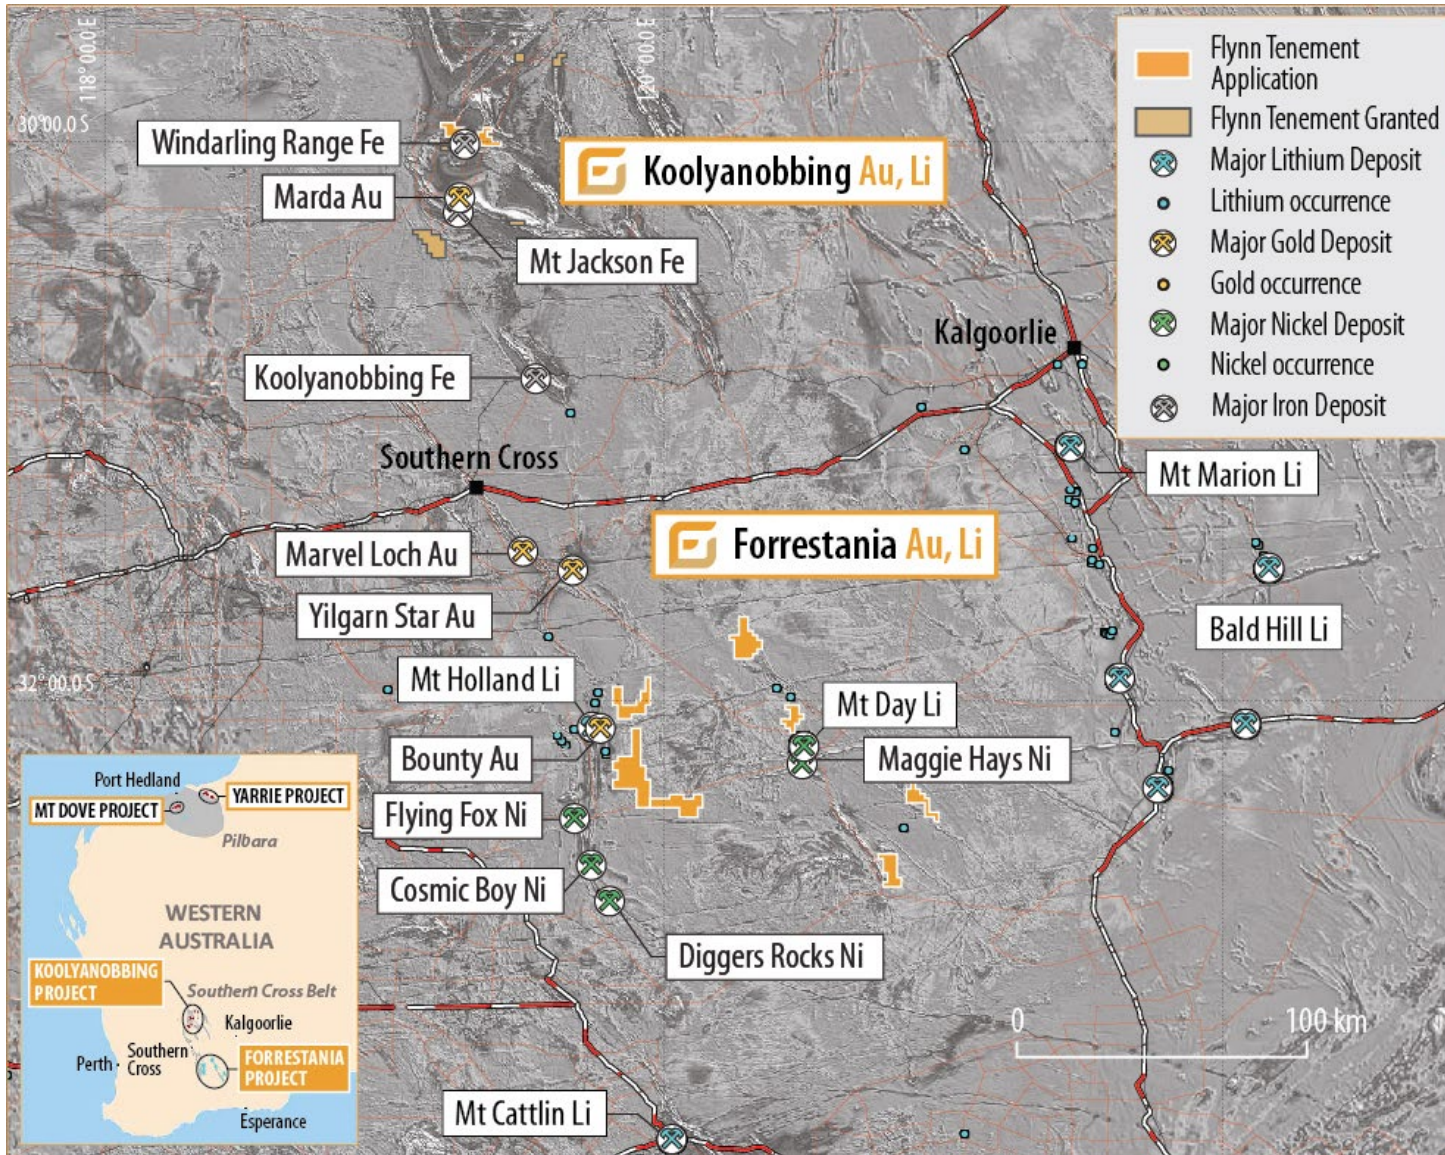 118°00.0 E
120°00.0 E
30°00.0 S
32°00.0 S
Windarling Range Fe
Marda Au
Mt Jackson Fe
Koolyanobbing Au, Li
Koolyanobbing Fe
Kalgoorlie
Southern Cross
Mt Marion Li
Marvel Loch Au
Forrestania Au, Li
Yilgarn Star Au
Bald Hill Li
Mt Holland Li
Mt Day Li
Bounty Au
Maggie Hays Ni
Flying Fox Ni
Cosmic Boy Ni
Diggers Rocks Ni
Mt Cattlin Li
0
100 km
Flynn Tenement
Application
Flynn Tenement Granted
Major Lithium Deposit
Lithium occurrence
Major Gold Deposit
Gold occurrence
Major Nickel Deposit
Nickel occurrence
Major Iron Deposit
Port Hedland
YARRIE PROJECT
MT DOVE PROJECT
Pilbara
WESTERN
AUSTRALIA
KOOLYANOBBING
PROJECT
Southern Cross Belt
Kalgoorlie
Perth
Southern
Cross
FORRESTANIA
PROJECT
Esperance